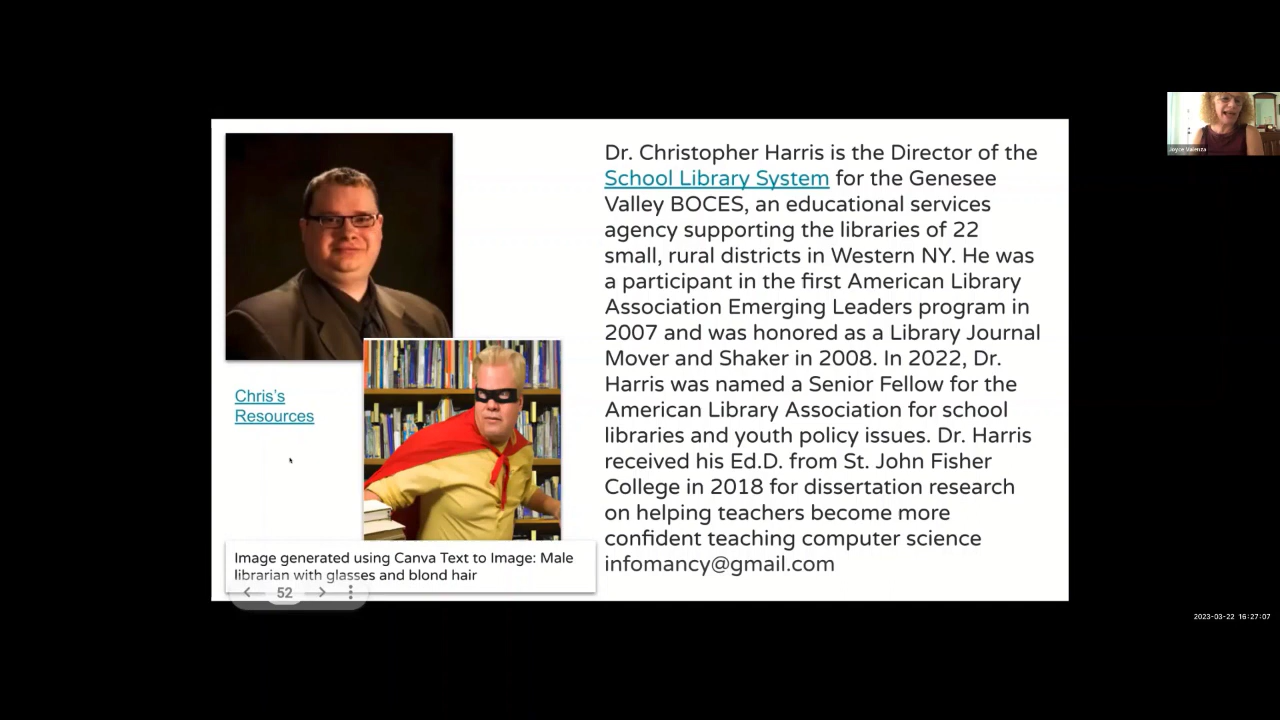 Dr. Christopher Harris is the Director of the
School Library System for the Genesee
Valley BOCES, an educational services
agency supporting the libraries of 22
small, rural districts in Western NY. He was
a participant in the first American Library
Association Emerging Leaders program in
2007 and was honored as a Library Journal
Mover and Shaker in 2008. In 2022, Dr.
Harris was named a Senior Fellow for the
American Library Association for school
libraries and youth policy issues. Dr. Harris
received his Ed.D. from St. John Fisher
College in 2018 for dissertation research
on helping teachers become more
confident teaching computer science
infomancy@gmail.com
Chris's
Resources
Image generated using Canva Text to Image: Male
librarian with glasses and blond hair
52
Joyce Valenza
2023-03-22 16:27:07